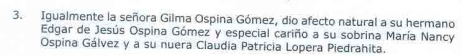 3. Igualmente la señora Gilma Ospina Gómez, dio afecto natural a su hermano
Edgar de Jesús Ospina Gómez y especial cariño a su sobrina María Nancy
Ospina Gálvez y a su nuera Claudia Patricia Lopera Piedrahita.